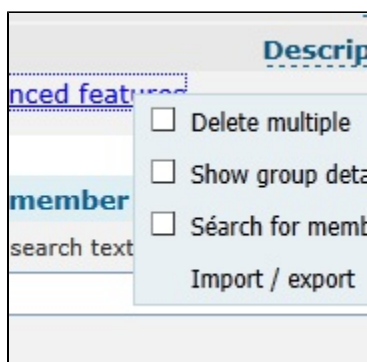 Descrip
nced features
Delete multiple
Show group deta
member
Séarch for memb
search text
Import / export